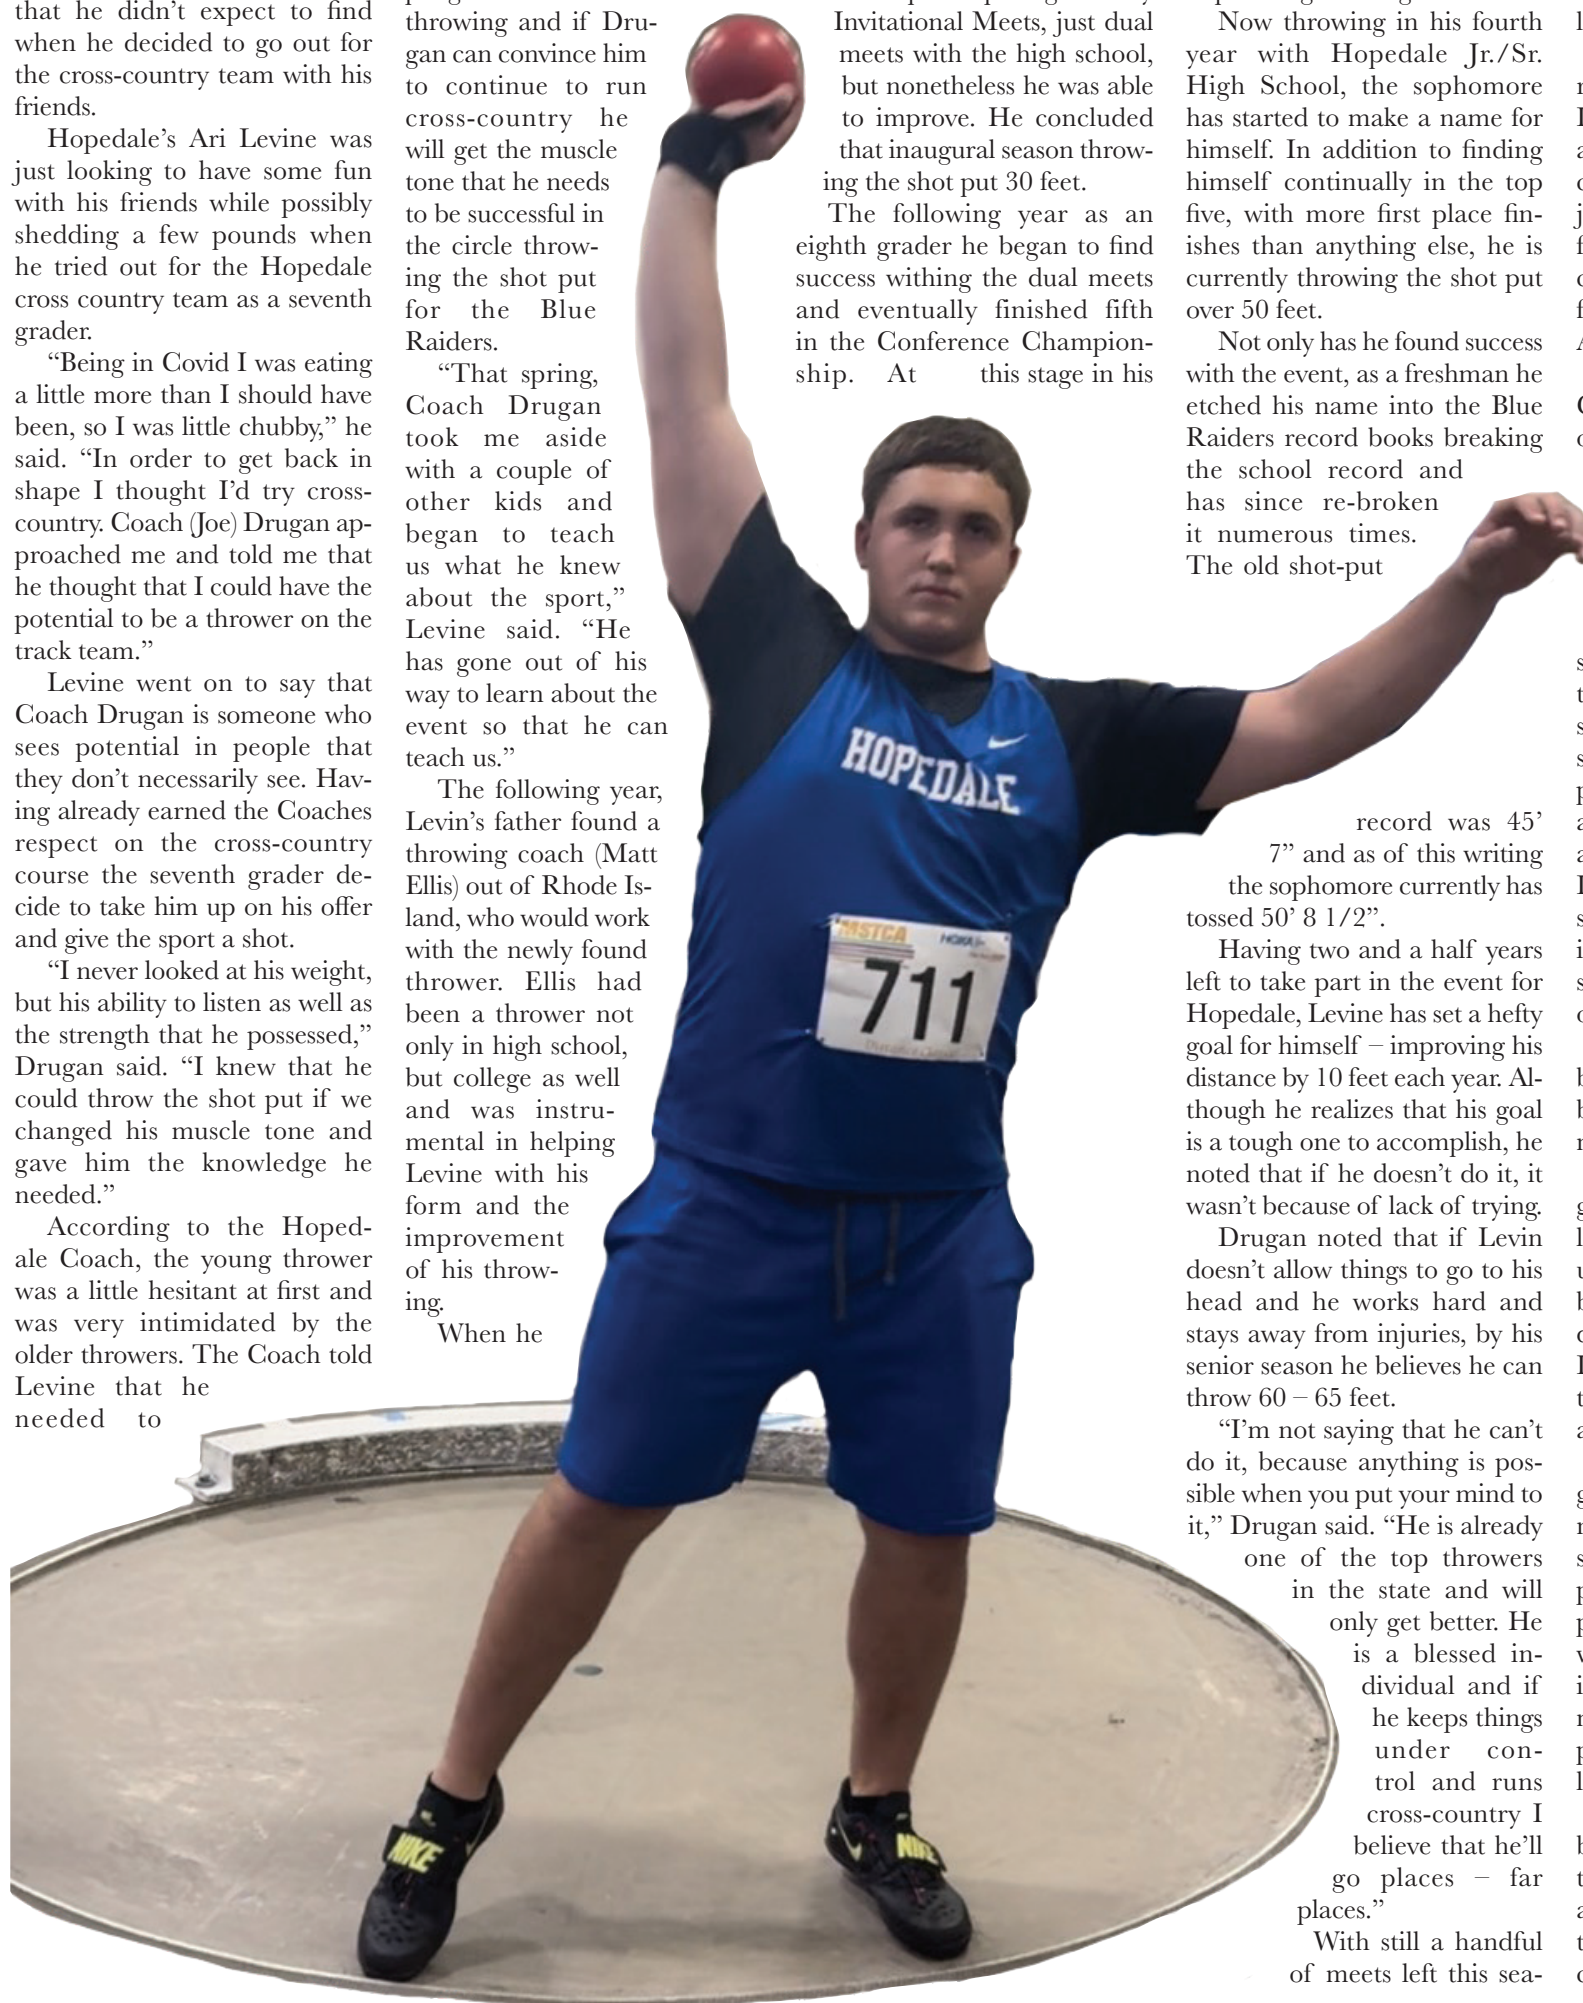 that he didn't expect to find
when he decided to go out for
the cross-country team with his
friends.
Hopedale's Ari Levine was
just looking to have some fun
with his friends while possibly
shedding a few pounds when
he tried out for the Hopedale
cross country team as a seventh
grader.
“Being in Covid I was eating
a little more than I should have
been, so I was little chubby,” he
said. “In order to get back in
shape I thought I'd try cross-
country. Coach (Joe) Drugan ap-
proached me and told me that
he thought that I could have the
potential to be a thrower on the
track team.”
Levine went on to say that
Coach Drugan is someone who
sees potential in people that
they don't necessarily see. Hav-
ing already earned the Coaches
respect on the cross-country
course the seventh grader de-
cide to take him up on his offer
and give the sport a shot.
“I never looked at his weight,
but his ability to listen as well as
the strength that he possessed,”
Drugan said. “I knew that he
could throw the shot put if we
changed his muscle tone and
gave him the knowledge he
needed.”
According to the Hoped-
ale Coach, the young thrower
was a little hesitant at first and
was very intimidated by the
older throwers. The Coach told
Levine that he
needed to
throwing and if Dru-
gan can convince him
to continue to run
cross-country he
will get the muscle
tone that he needs
to be successful in
the circle throw-
ing the shot put
for the Blue
Raiders.
“That spring,
Coach Drugan
took me aside
with a couple of
other kids and
began to teach
us what he knew
about the sport,”
Levine said. “He
has gone out of his
way to learn about the
event so that he can
teach us.”
The following year,
Levin's father found a
throwing coach (Matt
Ellis) out of Rhode Is-
land, who would work
with the newly found
thrower. Ellis had
been a thrower not
only in high school,
but college as well
and was instru-
mental in helping
Levine with his
form and the
improvement
of his throw-
ing.
When he
Invitational Meets, just dual
meets with the high school,
but nonetheless he was able
to improve. He concluded
that inaugural season throw-
ing the shot put 30 feet.
The following year as an
eighth grader he began to find
success withing the dual meets
and eventually finished fifth
in the Conference Champion-
ship. At this stage in his
HOPEDALE
MSTCA
711
NIKE
NIKE
Now throwing in his fourth
year with Hopedale Jr./Sr.
High School, the sophomore
has started to make a name for
himself. In addition to finding
himself continually in the top
five, with more first place fin-
ishes than anything else, he is
currently throwing the shot put
over 50 feet.
Not only has he found success
with the event, as a freshman he
etched his name into the Blue
Raiders record books breaking
the school record and
has since re-broken
it numerous times.
The old shot-put
record was 45’
7” and as of this writing
the sophomore currently has
tossed 50’ 8 1/2”.
Having two and a half years
left to take part in the event for
Hopedale, Levine has set a hefty
goal for himself – improving his
distance by 10 feet each year. Al-
though he realizes that his goal
is a tough one to accomplish, he
noted that if he doesn't do it, it
wasn't because of lack of trying.
Drugan noted that if Levin
doesn't allow things to go to his
head and he works hard and
stays away from injuries, by his
senior season he believes he can
throw 60 – 65 feet.
“I'm not saying that he can't
do it, because anything is pos-
sible when you put your mind to
it,” Drugan said. “He is already
one of the top throwers
in the state and will
only get better. He
is a blessed in-
dividual and if
he keeps things
under con-
trol and runs
cross-country I
believe that he'll
go places – far
places.”
With still a handful
of meets left this sea-